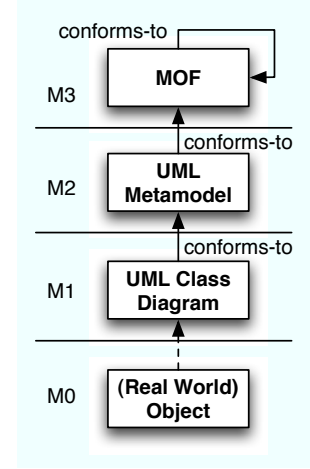 conforms-to
MOF
M3
conforms-to
UML
Metamodel
M2
conforms-to
UML Class
Diagram
M1
(Real World)
Object
M0